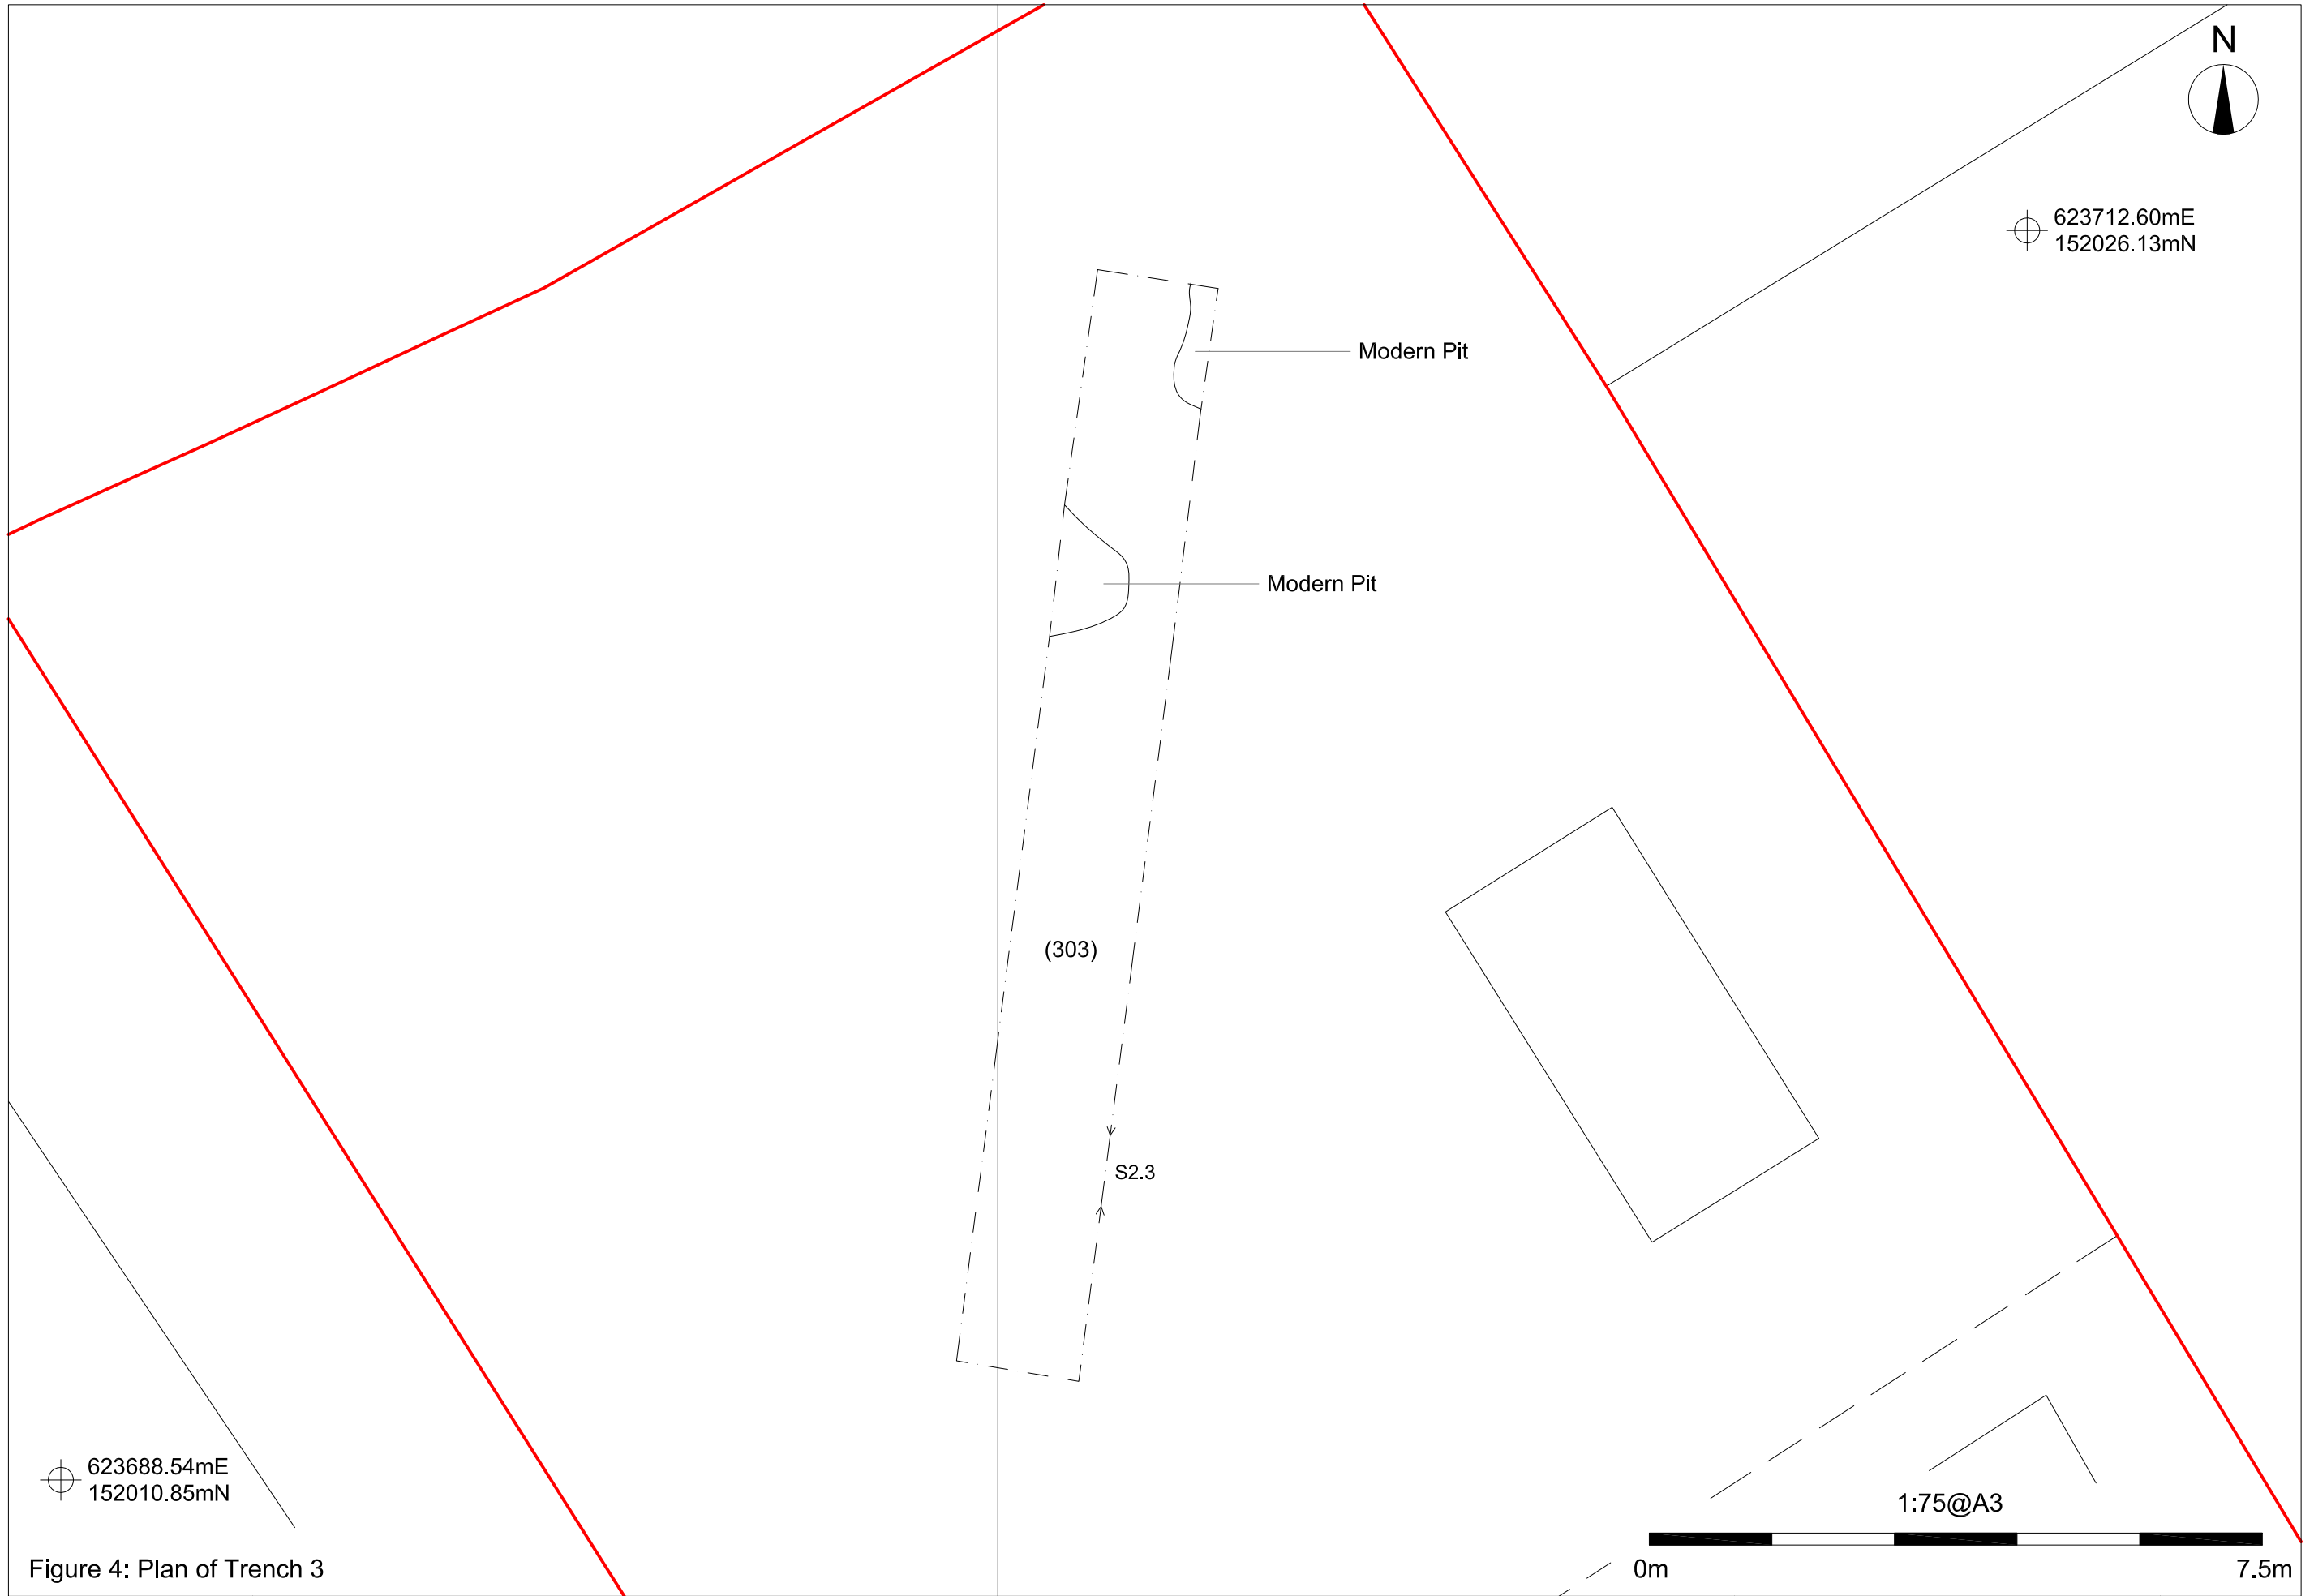 N
623712.60mE
152026.13mN
Modern Pit
Modern Pit
(303)
S2.3
623688.54mE
152010.85mN
1:75@A3
0m
7.5m
Figure 4: Plan of Trench 3